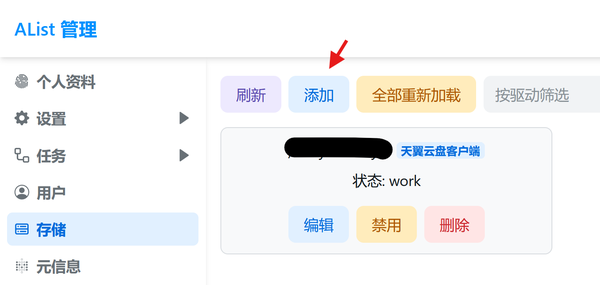 AList 管理
个人资料
设置
任务
用户
存储
元信息
刷新 添加 全部重新加载 按驱动筛选
天翼云盘客户端
状态: work
编辑 禁用 删除